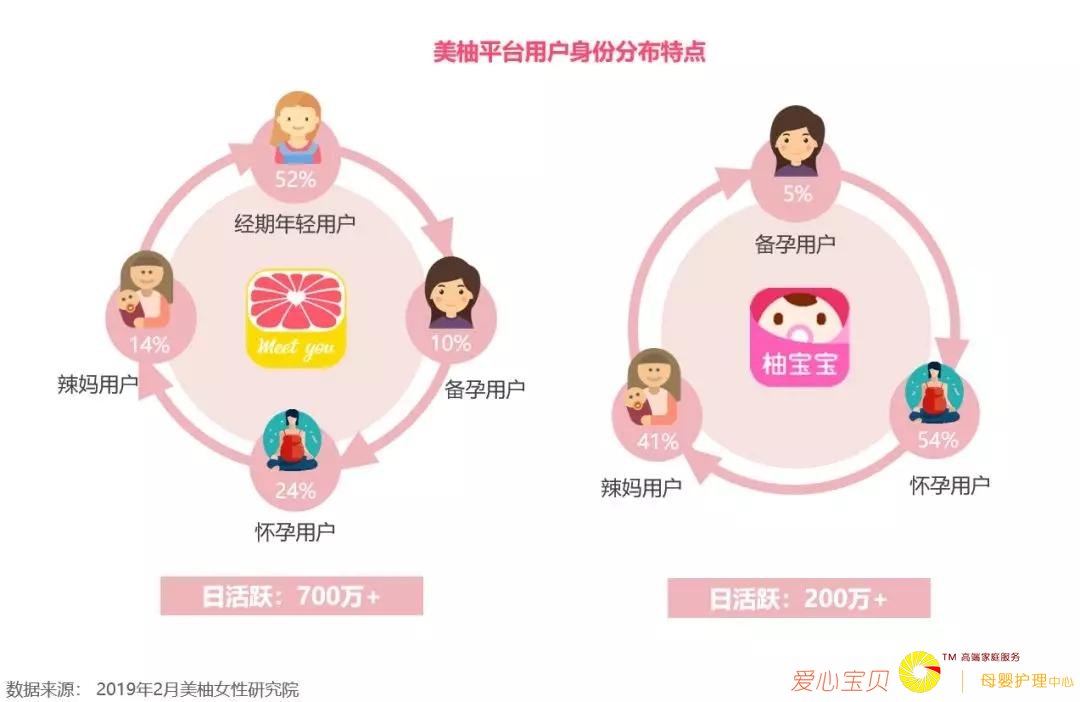 美柚平台用户身份分布特点
52%
经期年轻用户
14%
辣妈用户
Meet you
10%
备孕用户
24%
怀孕用户
日活跃：700万+
5%
备孕用户
柚宝宝
41%
辣妈用户
54%
怀孕用户
日活跃：200万+
数据来源： 2019年2月美柚女性研究院
爱心宝贝
TM 高端家庭服务
母婴护理中心